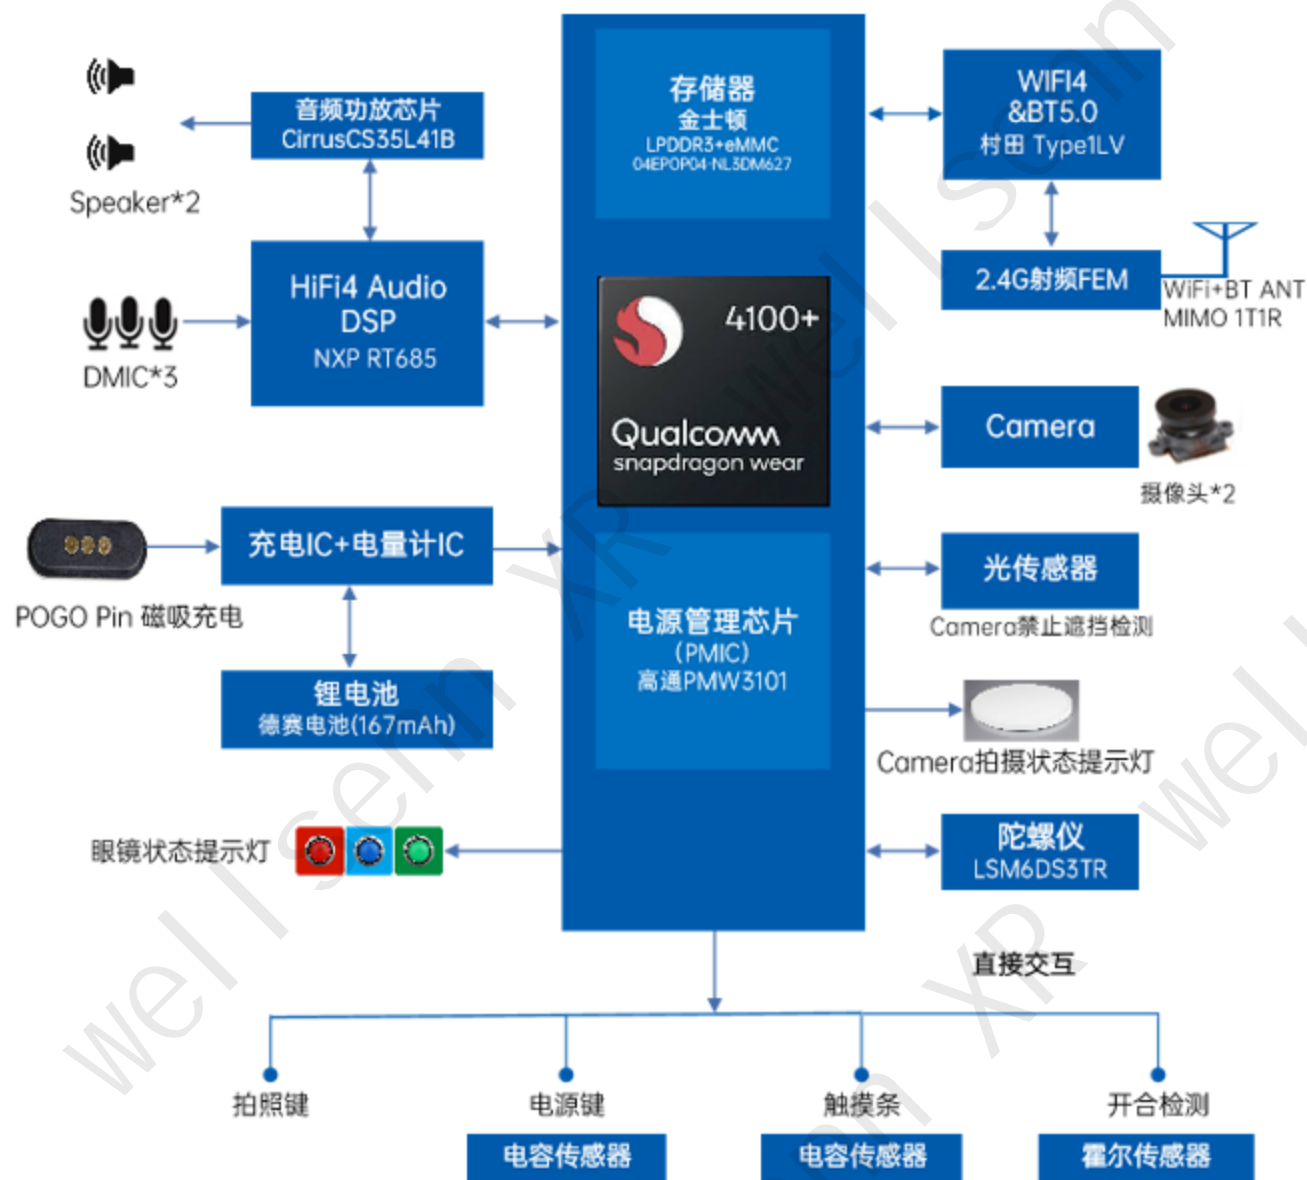 音频功放芯片
CirrusCS35L41B
Speaker*2
HiFi4 Audio
DSP
NXP RT685
DMIC*3
存储器
金士顿
LPDDR3+eMMC
04EPOP04-NL3DM627
4100+
Qualcomm
snapdragon wear
WIFI4
&BT5.0
村田 Type1LV
2.4G射频FEM
WiFi+BT ANT
MIMO 1T1R
Camera
摄像头*2
充电IC+电量计IC
POGO Pin 磁吸充电
锂电池
德赛电池(167mAh)
电源管理芯片
(PMIC)
高通PMW3101
光传感器
Camera禁止遮挡检测
Camera拍摄状态提示灯
眼镜状态提示灯
陀螺仪
LSM6DS3TR
直接交互
拍照键
电源键
触摸条
开合检测
电容传感器
电容传感器
霍尔传感器
wellsenn XR
wellsenn XR